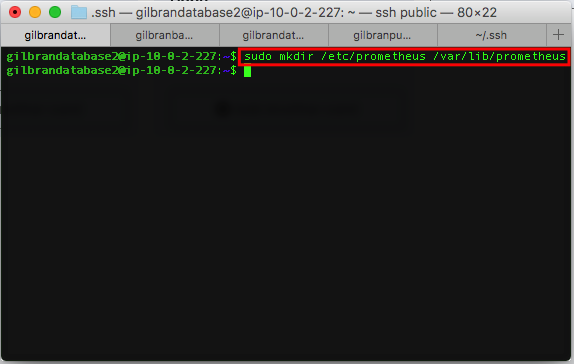 .ssh — gilbrandatabase2@ip-10-0-2-227: ~ — ssh public — 80×22
gilbrandat... gilbranba... gilbrandat... gilbranpu... ~/.ssh +
gilbrandatabase2@ip-10-0-2-227:~$ sudo mkdir /etc/prometheus /var/lib/prometheus
gilbrandatabase2@ip-10-0-2-227:~$